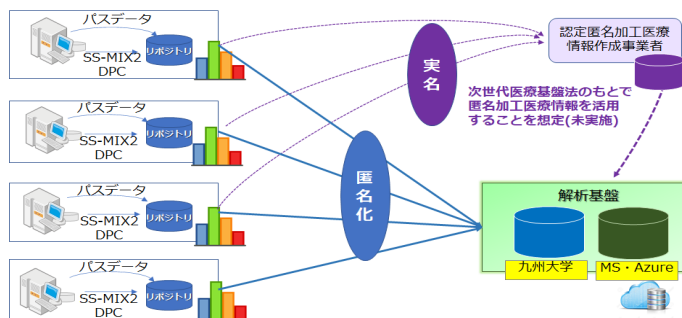 パスデータ
SS-MIX2
DPC
リポジトリ
パスデータ
SS-MIX2
DPC
リポジトリ
パスデータ
SS-MIX2
DPC
リポジトリ
パスデータ
SS-MIX2
DPC
リポジトリ
実名
匿名化
認定匿名加工医療
情報作成事業者
次世代医療基盤法のもとで
匿名加工医療情報を活用
することを想定(未実施)
解析基盤
九州大学
MS・Azure